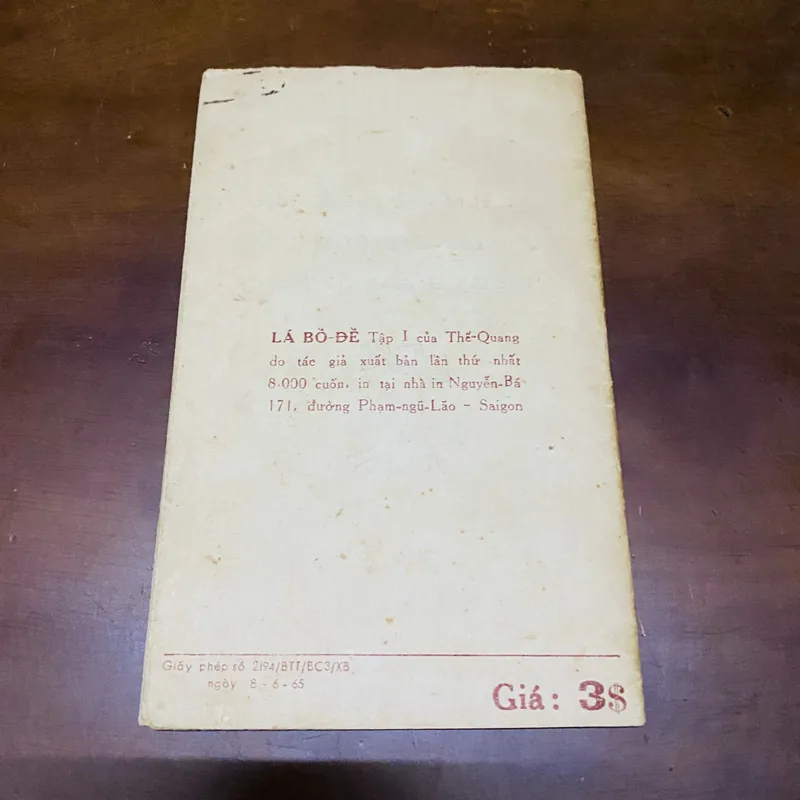 LÁ BỒ-ĐỀ Tập I của Thế-Quang
do tác giả xuất bản lần thứ nhất
8.000 cuốn, in tại nhà in Nguyễn-Bá
171, đường Phạm-ngũ-Lão - Saigon
Giấy phép số 2194/BTT/BC3/XB
ngày 8 - 6 - 65
Giá : 3$